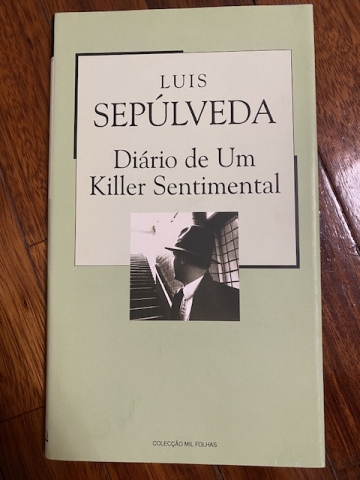 LUIS
SEPÚLVEDA
Diário de Um
Killer Sentimental
COLECÇÃO MIL FOLHAS